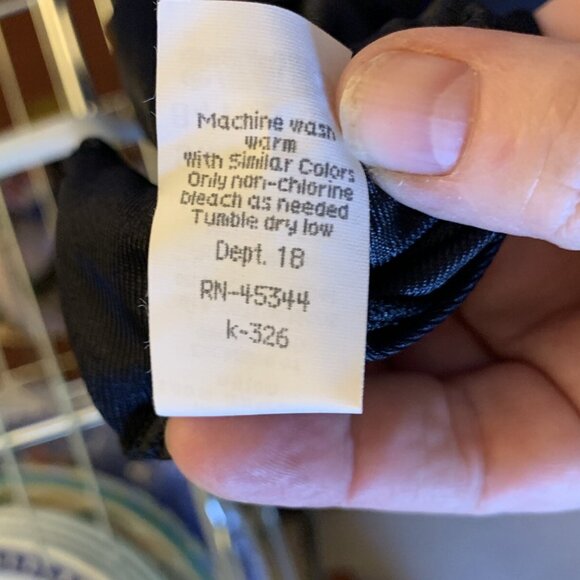 Machine wash
warm
With Similar Colors
Only non-chlorine
bleach as needed
Tumble dry low
Dept. 18
RN-45344
k-326